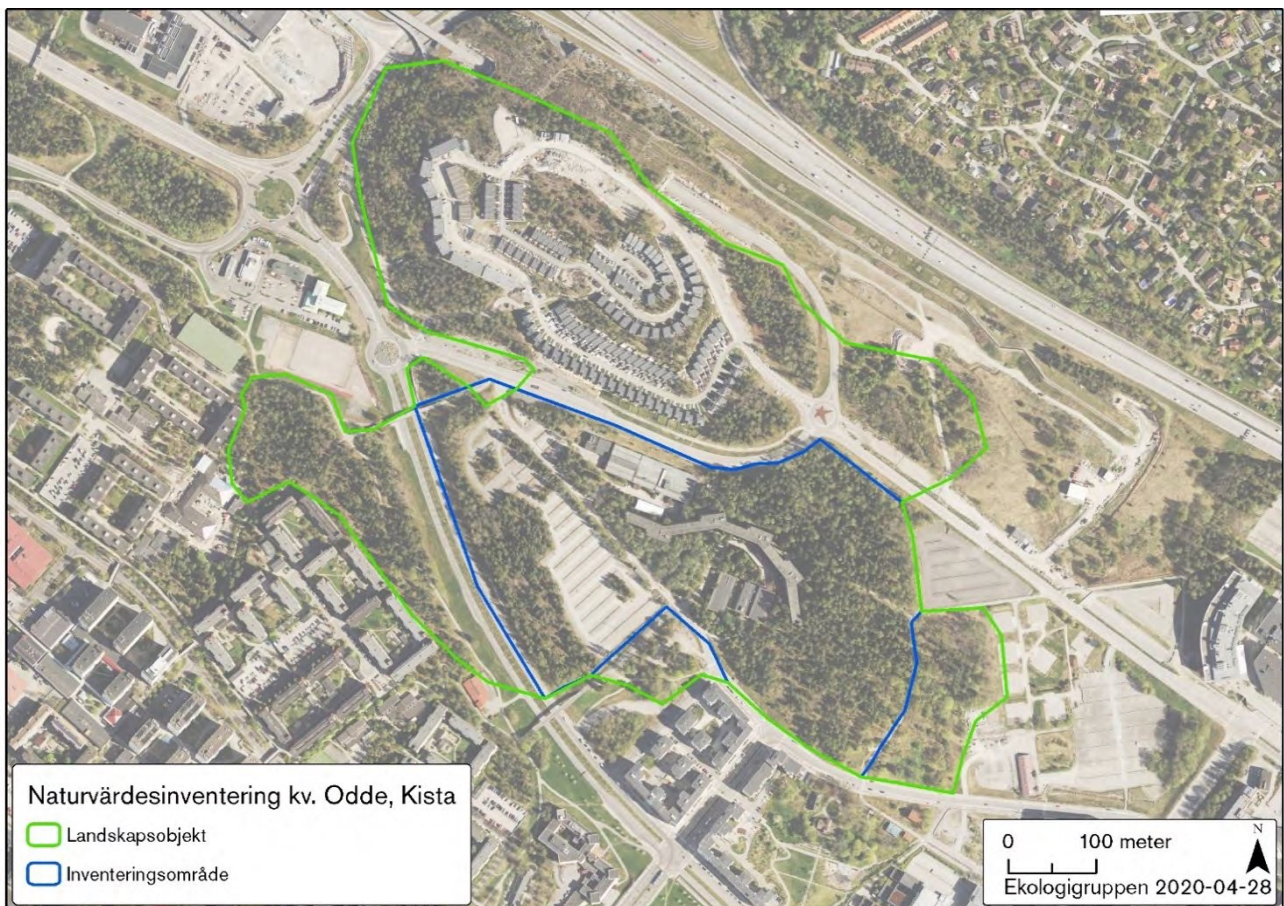 Naturvärdesinventering kv. Odde, Kista
Landskapsobjekt
Inventeringsområde
0 100 meter
N
Ekologigruppen 2020-04-28